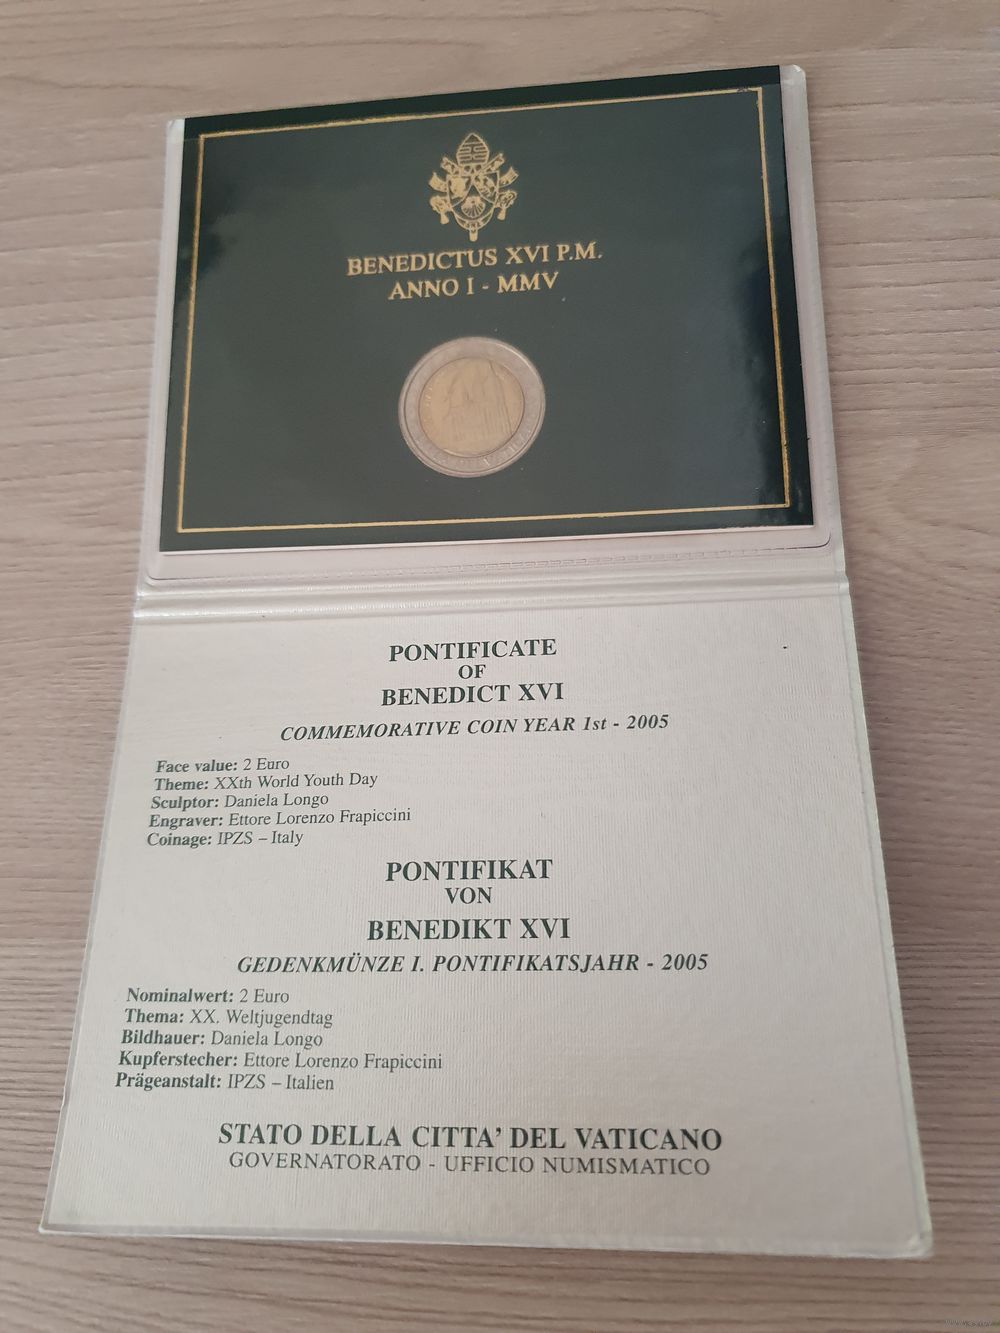 BENEDICTUS XVI P.M.
ANNO I - MMV
PONTIFICATE
OF
BENEDICT XVI
COMMEMORATIVE COIN YEAR 1st - 2005
Face value: 2 Euro
Theme: XXth World Youth Day
Sculptor: Daniela Longo
Engraver: Ettore Lorenzo Frapiccini
Coinage: IPZS – Italy
PONTIFIKAT
VON
BENEDIKT XVI
GEDENKMÜNZE I. PONTIFIKATSJAHR - 2005
Nominalwert: 2 Euro
Thema: XX. Weltjugendtag
Bildhauer: Daniela Longo
Kupferstecher: Ettore Lorenzo Frapiccini
Prägeanstalt: IPZS – Italien
STATO DELLA CITTA' DEL VATICANO
GOVERNATORATO - UFFICIO NUMISMATICO